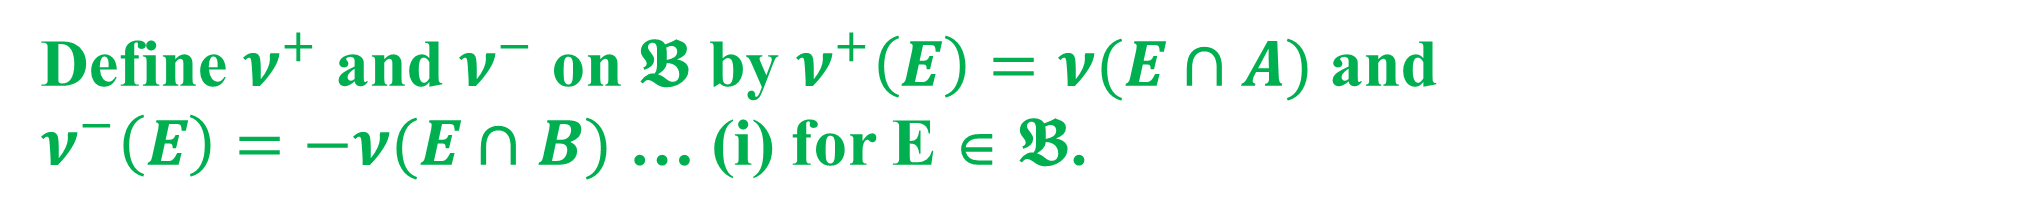 Define 𝝂⁺ and 𝝂⁻ on 𝕭 by 𝝂⁺(𝑬) = 𝝂(𝑬 ∩ 𝑨) and
𝝂⁻(𝑬) = −𝝂(𝑬 ∩ 𝑩) … (i) for E ∈ 𝕭.